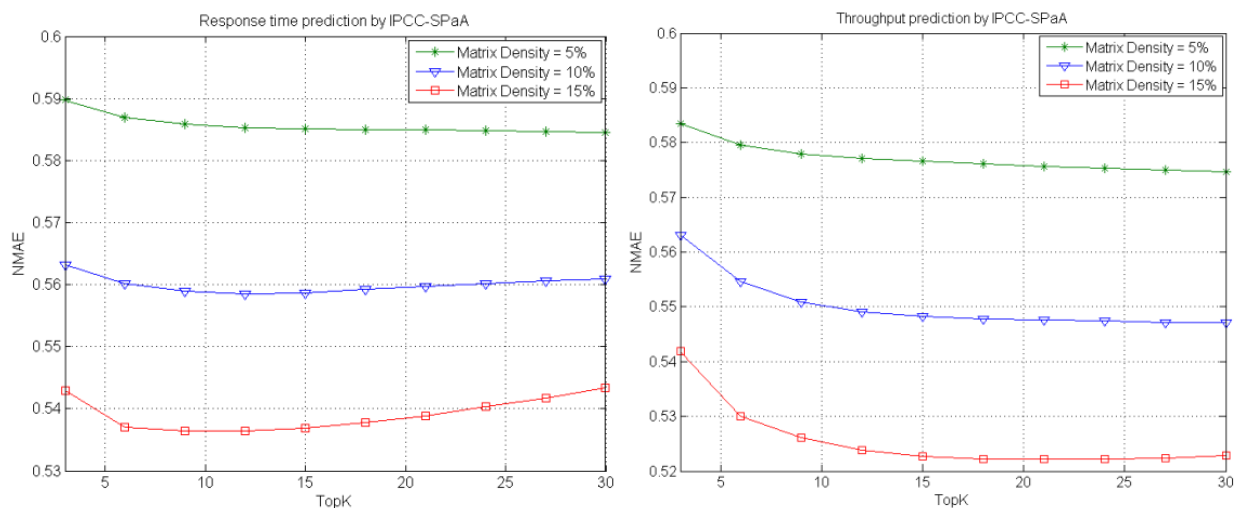 Response time prediction by IPCC-SPaA
0.6
0.59
0.58
0.57
0.56
0.55
0.54
0.53
NMAE
5 10 15 20 25 30
TopK
Matrix Density = 5%
Matrix Density = 10%
Matrix Density = 15%
Throughput prediction by IPCC-SPaA
0.6
0.59
0.58
0.57
0.56
0.55
0.54
0.53
0.52
NMAE
5 10 15 20 25 30
TopK
Matrix Density = 5%
Matrix Density = 10%
Matrix Density = 15%